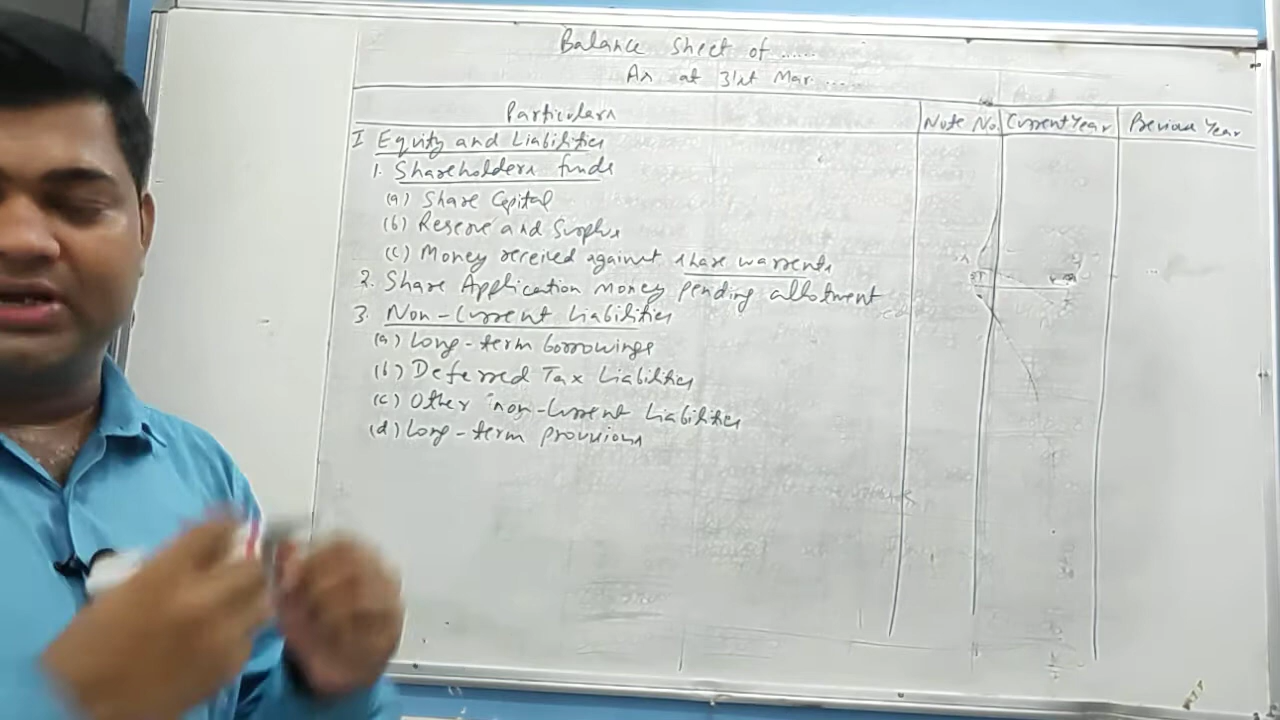 Balance Sheet of ......
As at 31st Mar. .....
Particulars Note No. Current Year Previous Year
I Equity and Liabilities
1. Shareholders funds
(a) Share Capital
(b) Reserve and Surplus
(c) Money received against share warrents
2. Share Application money pending allotment
3. Non-Current Liabilities
(a) Long-term borrowings
(b) Deferred Tax Liabilities
(c) Other non-current Liabilities
(d) Long-term provisions